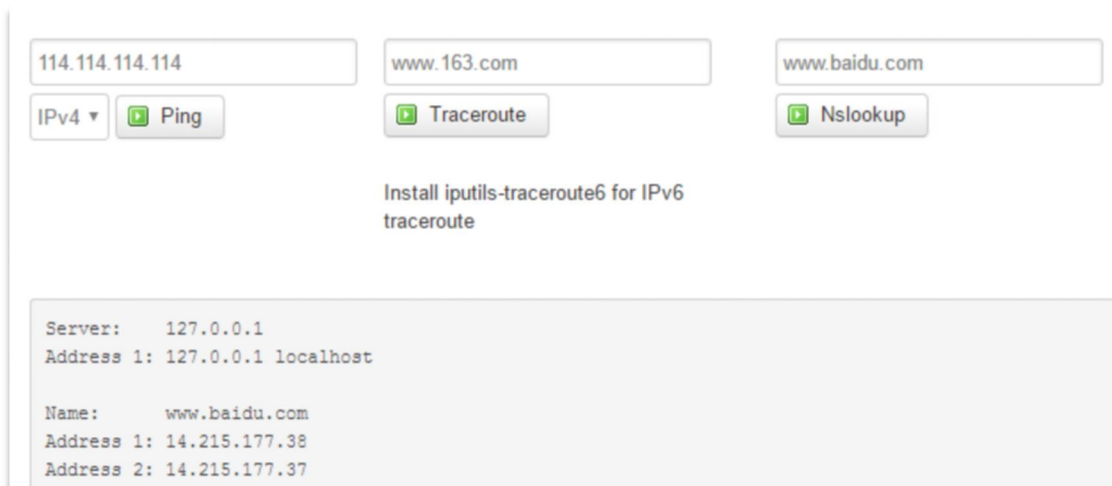 114.114.114.114
www.163.com
www.baidu.com
IPv4
Ping
Traceroute
Nslookup
Install iputils-traceroute6 for IPv6
traceroute
Server:    127.0.0.1
Address 1: 127.0.0.1 localhost
Name:      www.baidu.com
Address 1: 14.215.177.38
Address 2: 14.215.177.37